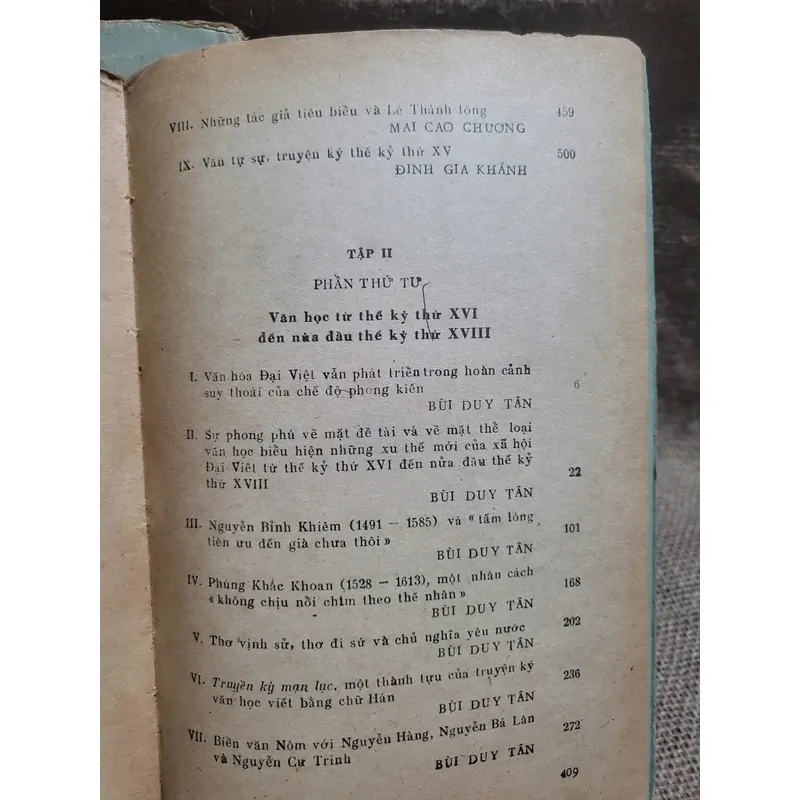 VIII. Những tác giả tiêu biểu và Lê Thánh tông 459
MAI CAO CHƯƠNG
IX. Văn tự sự, truyện ký thế kỷ thứ XV 500
ĐINH GIA KHÁNH
TẬP II
PHẦN THỨ TƯ
Văn học từ thế kỷ thứ XVI
đến nửa đầu thế kỷ thứ XVIII
I. Văn hóa Đại Việt vẫn phát triển trong hoàn cảnh
suy thoái của chế độ phong kiến 6
BÙI DUY TÂN
II. Sự phong phú về mặt đề tài và về mặt thể loại
văn học biểu hiện những xu thế mới của xã hội
Đại Việt từ thế kỷ thứ XVI đến nửa đầu thế kỷ
thứ XVIII 22
BÙI DUY TÂN
III. Nguyễn Bỉnh Khiêm (1491 – 1585) và «tấm lòng
tiên ưu đến già chưa thôi» 101
BÙI DUY TÂN
IV. Phùng Khắc Khoan (1528 – 1613), một nhân cách
«không chịu nổi chìm theo thế nhân» 168
BÙI DUY TÂN
V. Thơ vịnh sử, thơ đi sứ và chủ nghĩa yêu nước 202
BÙI DUY TÂN
VI. Truyền kỳ mạn lục, một thành tựu của truyện ký
văn học viết bằng chữ Hán 236
BÙI DUY TÂN
VII. Biền văn Nôm với Nguyễn Hàng, Nguyễn Bá Lân
và Nguyễn Cư Trinh 272
BÙI DUY TÂN
409